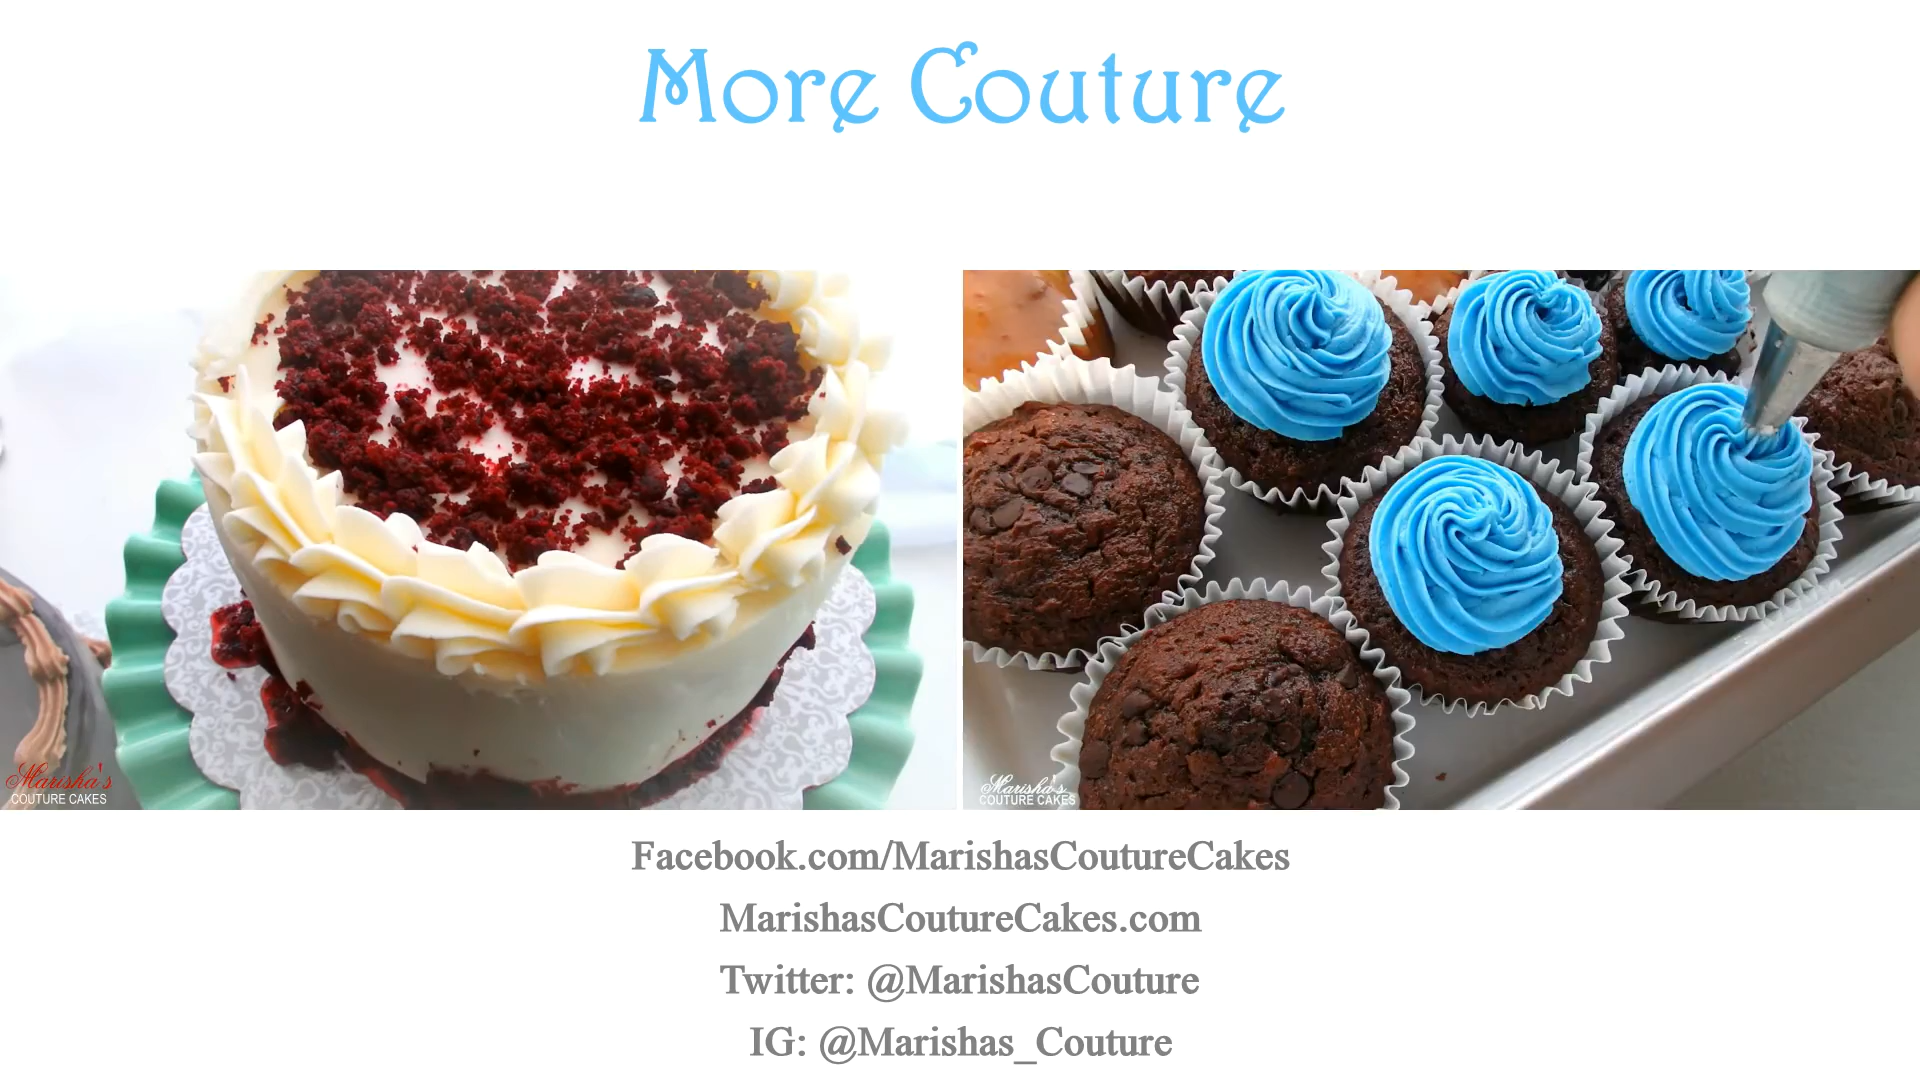 More Couture
Marisha's
COUTURE CAKES
Marisha's
COUTURE CAKES
Facebook.com/MarishasCoutureCakes
MarishasCoutureCakes.com
Twitter: @MarishasCouture
IG: @Marishas_Couture